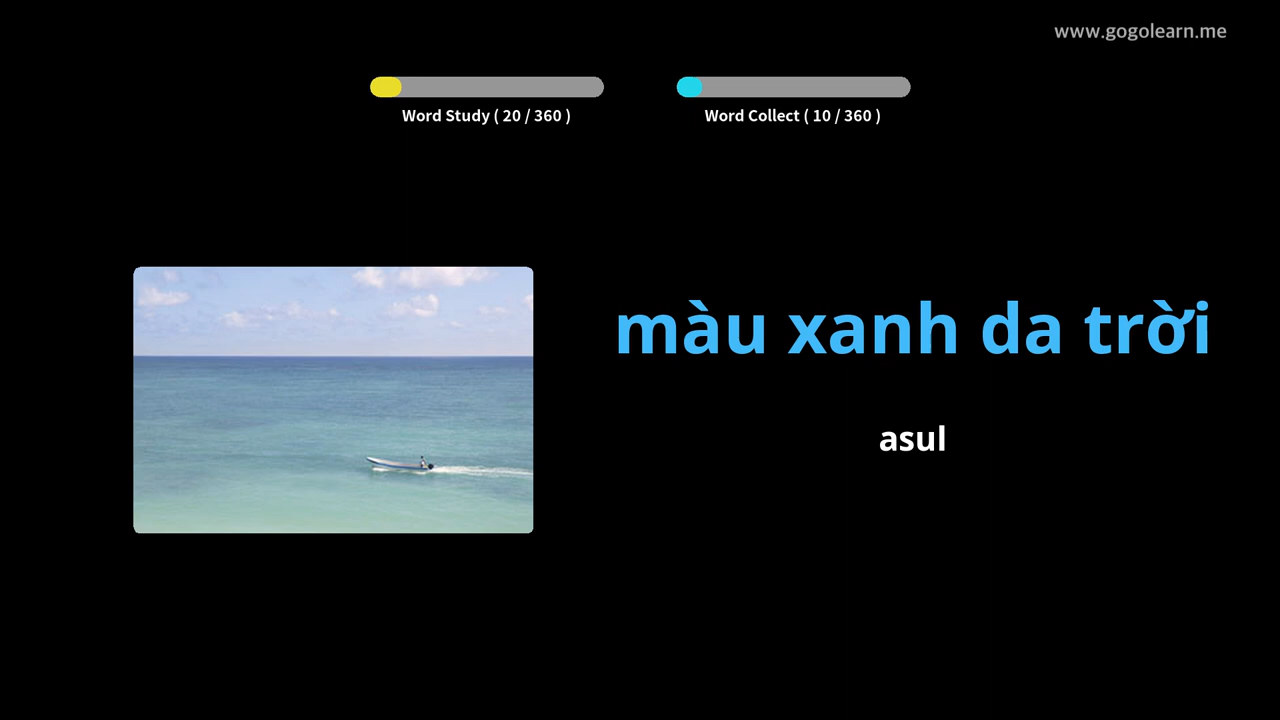 www.gogolearn.me
Word Study ( 20 / 360 )
Word Collect ( 10 / 360 )
màu xanh da trời
asul